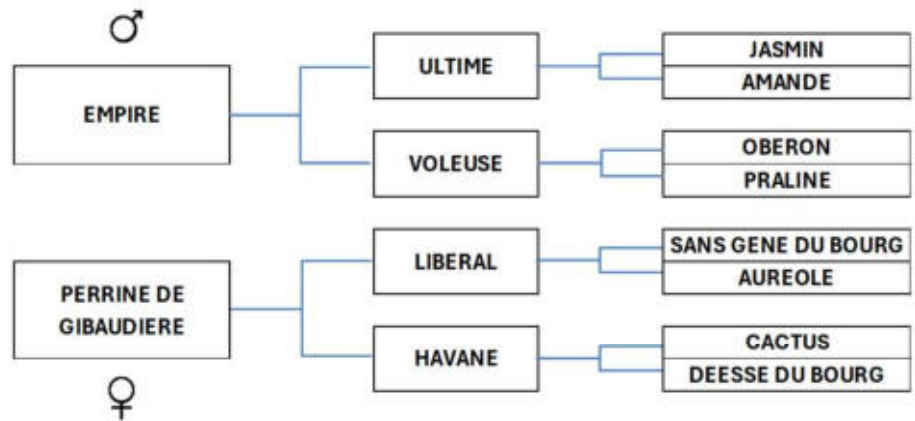 EMPIRE
ULTIME
JASMIN
AMANDE
VOLEUSE
OBERON
PRALINE
PERRINE DE
GIBAUDIERE
LIBERAL
SANS GENE DU BOURG
AUREOLE
HAVANE
CACTUS
DEESSE DU BOURG